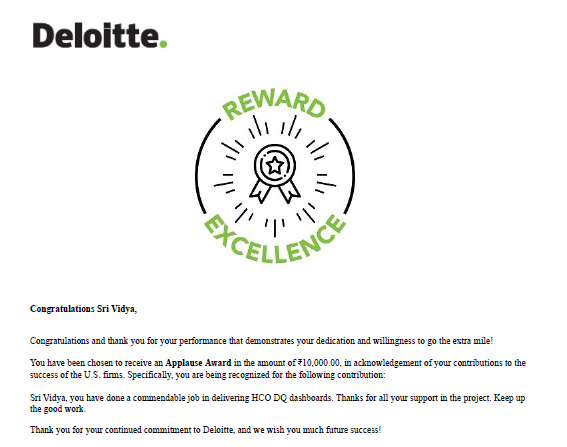 Deloitte.
REWARD
EXCELLENCE
Congratulations Sri Vidya,
Congratulations and thank you for your performance that demonstrates your dedication and willingness to go the extra mile!
You have been chosen to receive an Applause Award in the amount of ₹10,000.00, in acknowledgement of your contributions to the
success of the U.S. firms. Specifically, you are being recognized for the following contribution:
Sri Vidya, you have done a commendable job in delivering HCO DQ dashboards. Thanks for all your support in the project. Keep up
the good work.
Thank you for your continued commitment to Deloitte, and we wish you much future success!